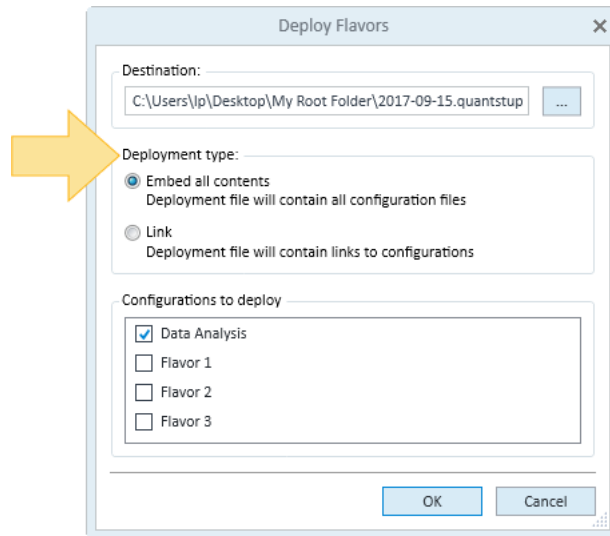 Deploy Flavors
Destination:
C:\Users\lp\Desktop\My Root Folder\2017-09-15.quantstup
...
Deployment type:
Embed all contents
Deployment file will contain all configuration files
Link
Deployment file will contain links to configurations
Configurations to deploy
Data Analysis
Flavor 1
Flavor 2
Flavor 3
OK Cancel